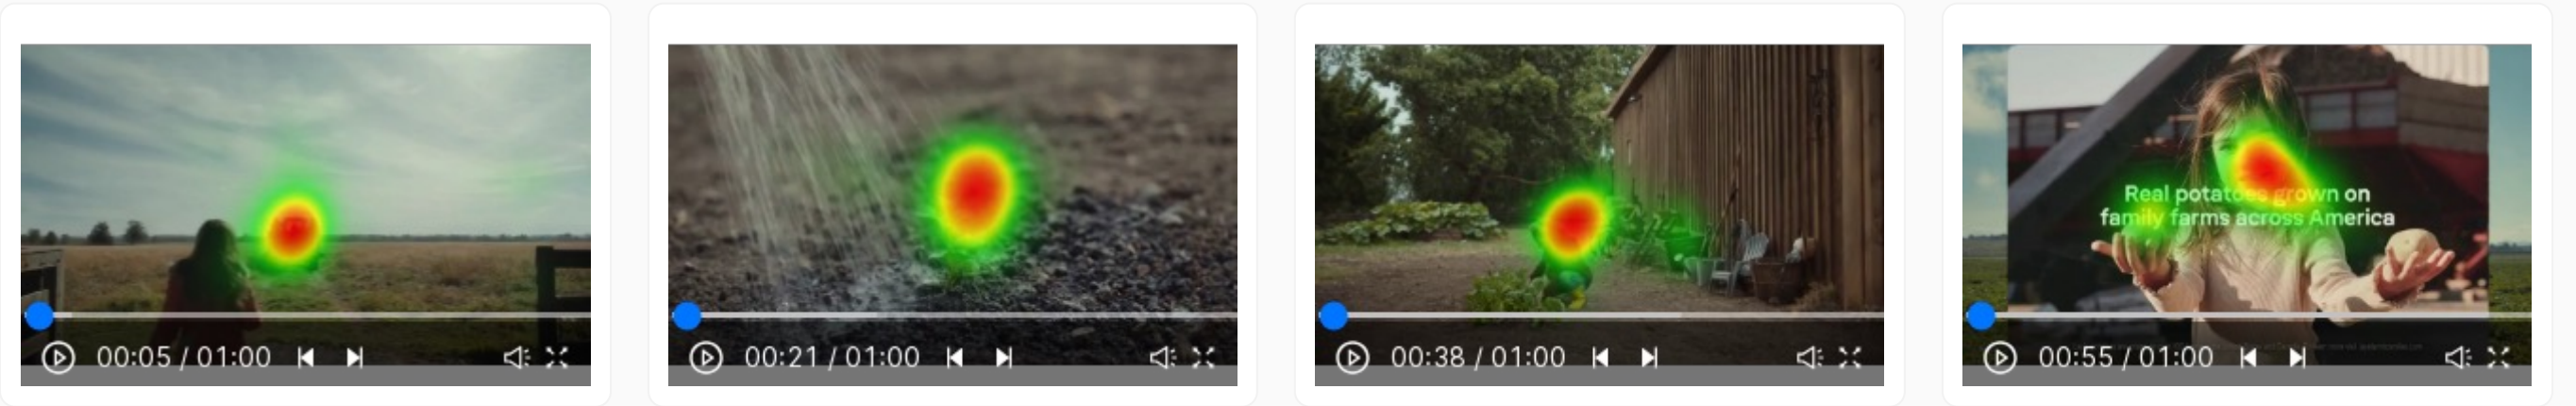 00:05 / 01:00
00:21 / 01:00
00:38 / 01:00
Real potatoes grown on
family farms across America
00:55 / 01:00